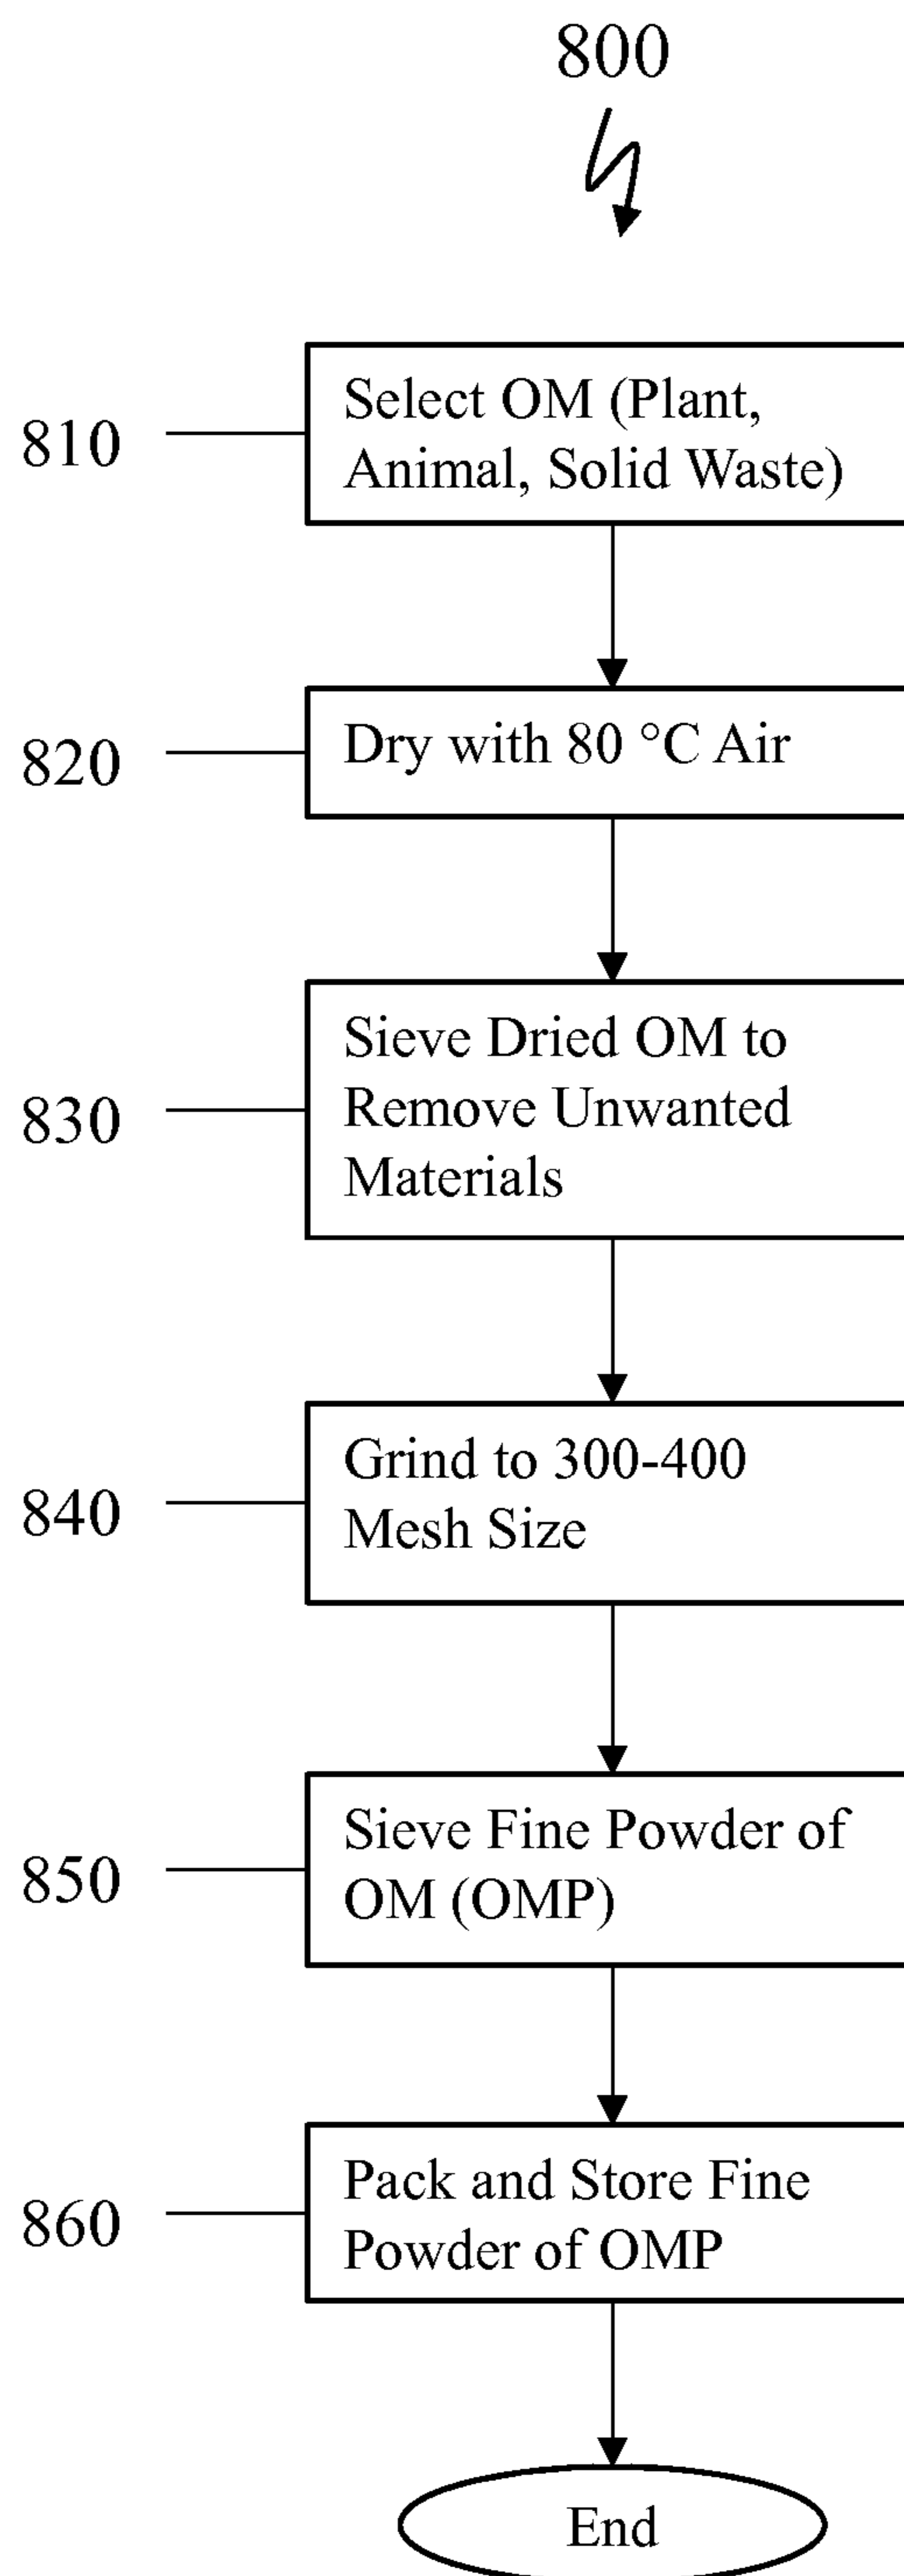 800
810
Select OM (Plant,
Animal, Solid Waste)
820
Dry with 80 °C Air
830
Sieve Dried OM to
Remove Unwanted
Materials
840
Grind to 300-400
Mesh Size
850
Sieve Fine Powder of
OM (OMP)
860
Pack and Store Fine
Powder of OMP
End